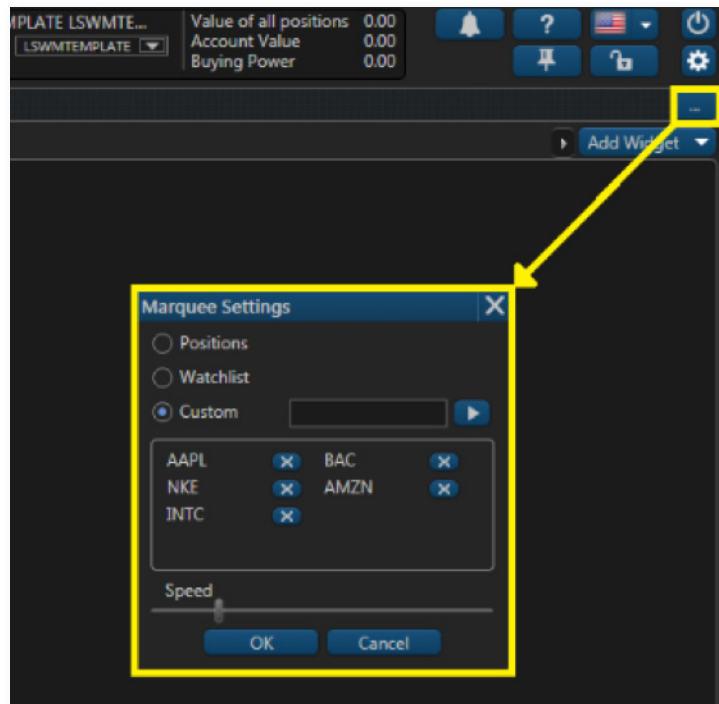 MPLATE LSWMTE...
LSWMTEMPLATE
Value of all positions 0.00
Account Value 0.00
Buying Power 0.00
?
...
Add Widget
Marquee Settings
Positions
Watchlist
Custom
AAPL BAC
NKE AMZN
INTC
Speed
OK Cancel